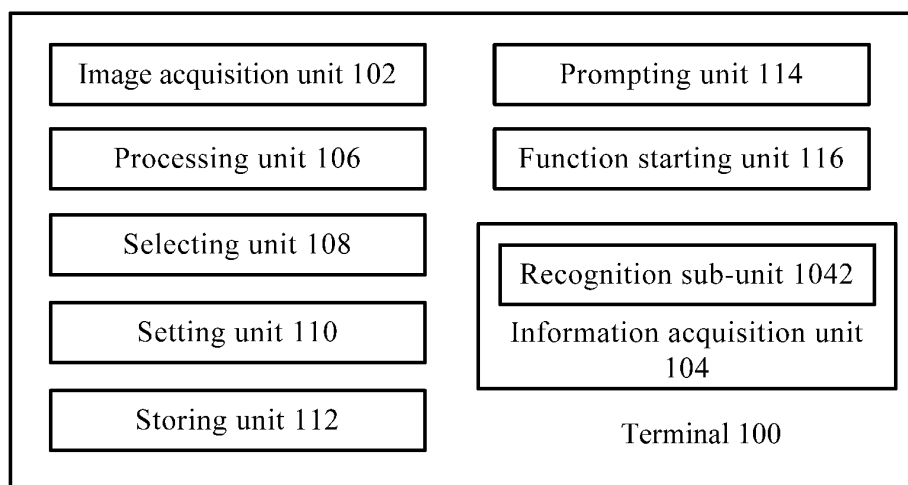 Image acquisition unit 102
Processing unit 106
Selecting unit 108
Setting unit 110
Storing unit 112
Prompting unit 114
Function starting unit 116
Recognition sub-unit 1042
Information acquisition unit
104
Terminal 100